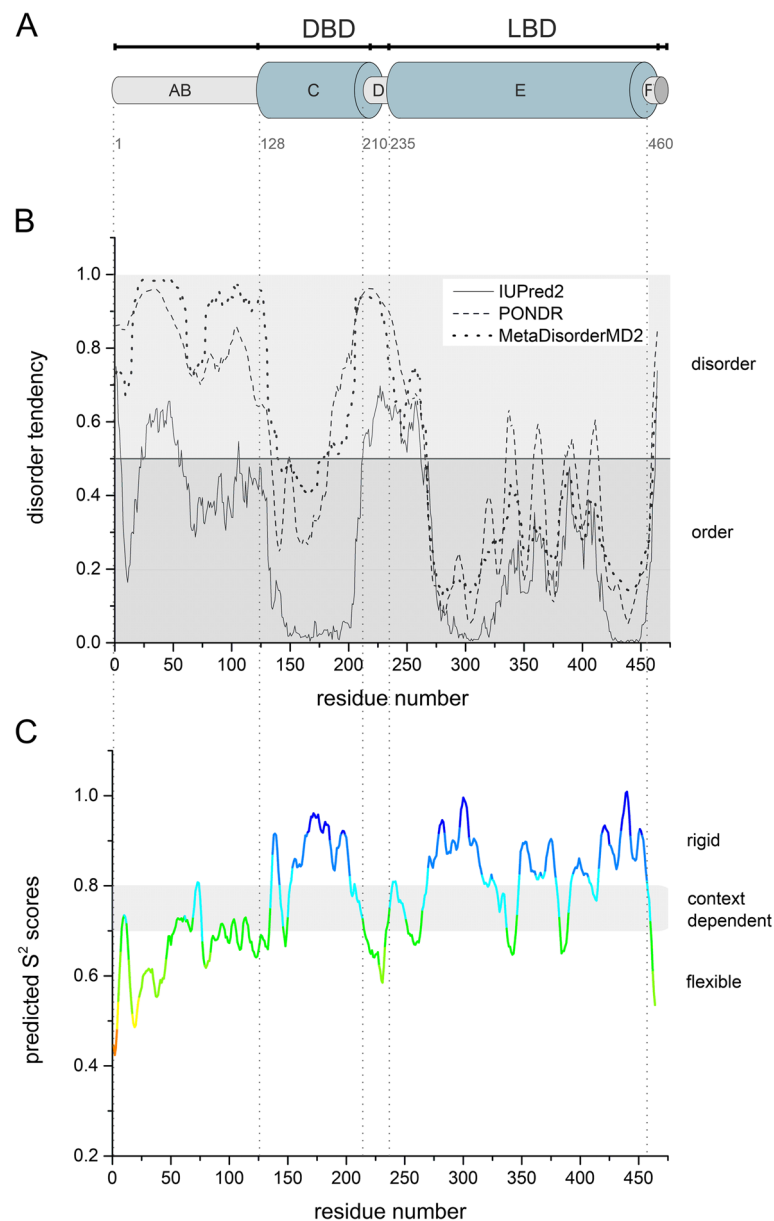 A
DBD LBD
AB C D E F
1 128 210 235 460
B
1.0
0.8
0.6
0.4
0.2
0.0
disorder tendency
IUPred2
PONDR
MetaDisorderMD2
disorder
order
0 50 100 150 200 250 300 350 400 450
residue number
C
1.0
0.8
0.6
0.4
0.2
predicted S² scores
rigid
context
dependent
flexible
0 50 100 150 200 250 300 350 400 450
residue number